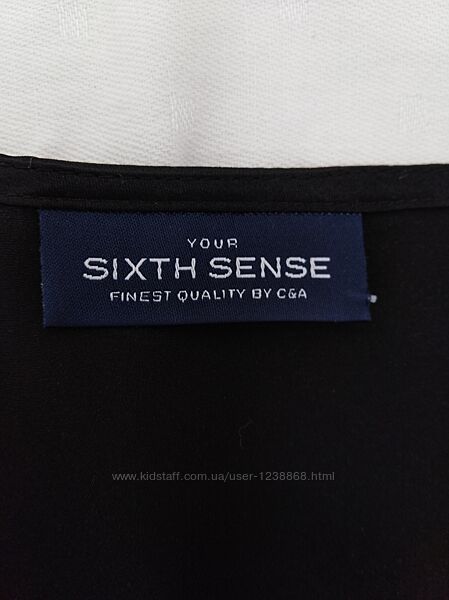 YOUR
SIXTH SENSE
FINEST QUALITY BY C&A
www.kidstaff.com.ua/user-1238868.html